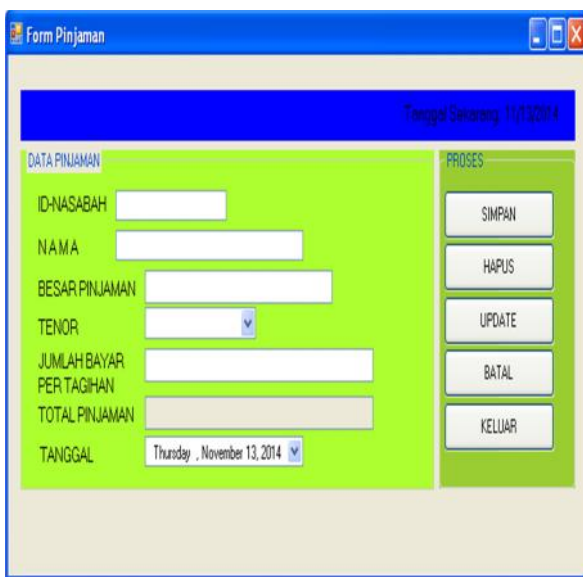 Form Pinjaman
Tanggal Sekarang: 11/13/2014
DATA PINJAMAN
ID-NASABAH
NAMA
BESAR PINJAMAN
TENOR
JUMLAH BAYAR
PER TAGIHAN
TOTAL PINJAMAN
TANGGAL
Thursday , November 13, 2014
PROSES
SIMPAN
HAPUS
UPDATE
BATAL
KELUAR